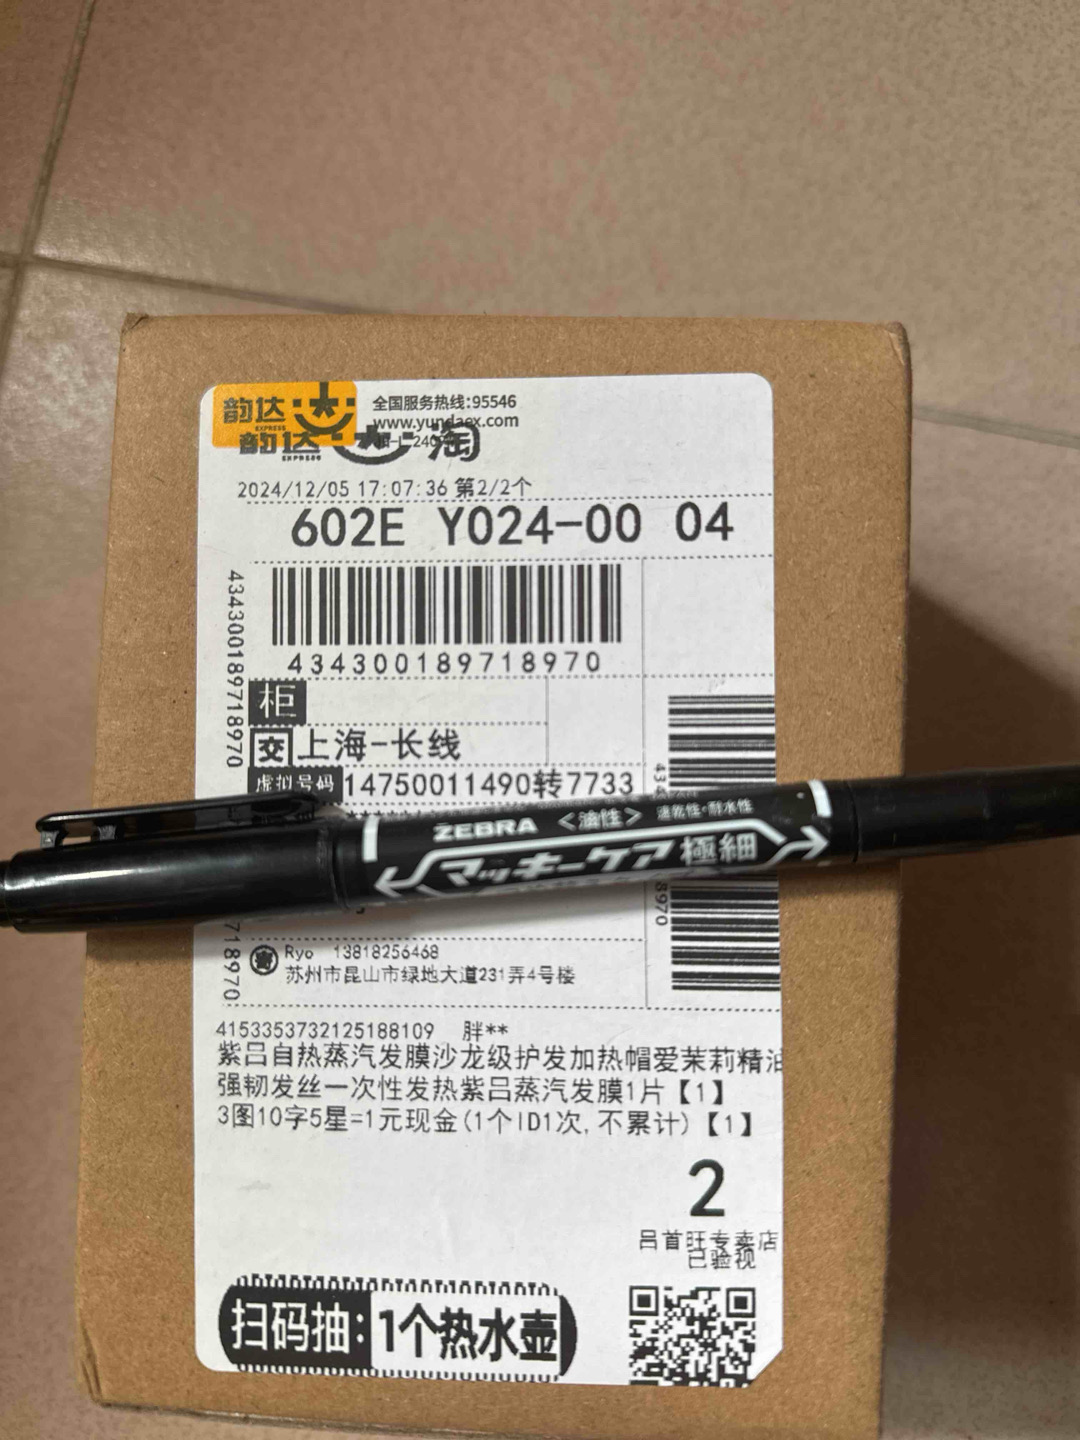 韵达
EXPRESS
全国服务热线:95546
www.yundaex.com
韵达
EXPRESS
淘
2024/12/05 17:07:36 第2/2个
602E Y024-00 04
434300189718970
434300189718970
柜
交 上海-长线
虚拟号码 14750011490转7733
ZEBRA <油性> 速乾性・耐水性
マッキーケア 極細
718970
8970
寄 Ryo 13818256468
苏州市昆山市绿地大道231弄4号楼
4153353732125188109 胖**
紫吕自热蒸汽发膜沙龙级护发加热帽爱茉莉精油
强韧发丝一次性发热紫吕蒸汽发膜1片【1】
3图10字5星=1元现金(1个ID1次,不累计)【1】
2
吕首旺专卖店
已验视
扫码抽: 1个热水壶